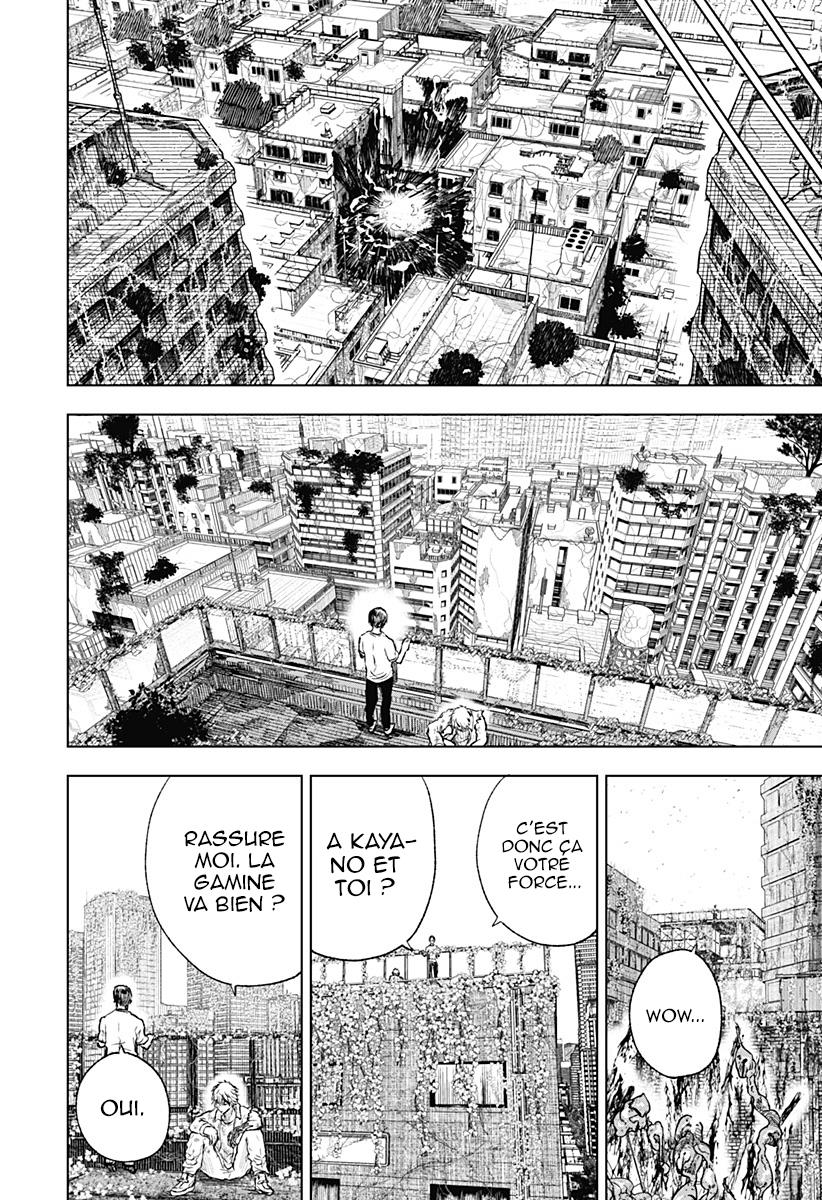 WOW...
C'EST
DONC ÇA
VOTRE
FORCE...
A KAYA-
NO ET
TOI ?
RASSURE
MOI. LA
GAMINE
VA BIEN ?
OUI.